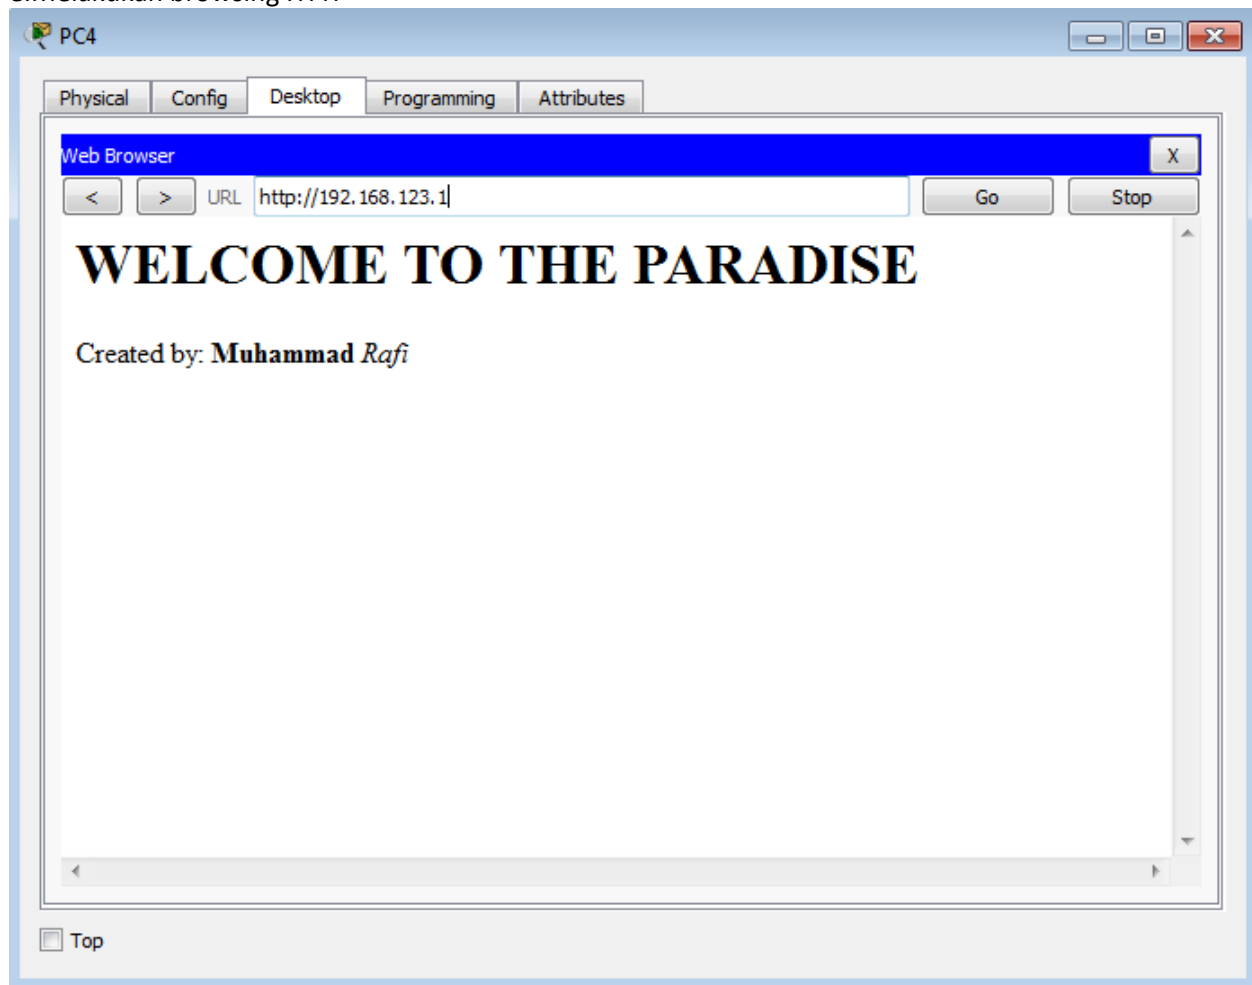 PC4
Physical Config Desktop Programming Attributes
Web Browser X
< > URL http://192.168.123.1 Go Stop
WELCOME TO THE PARADISE
Created by: Muhammad Rafi
Top